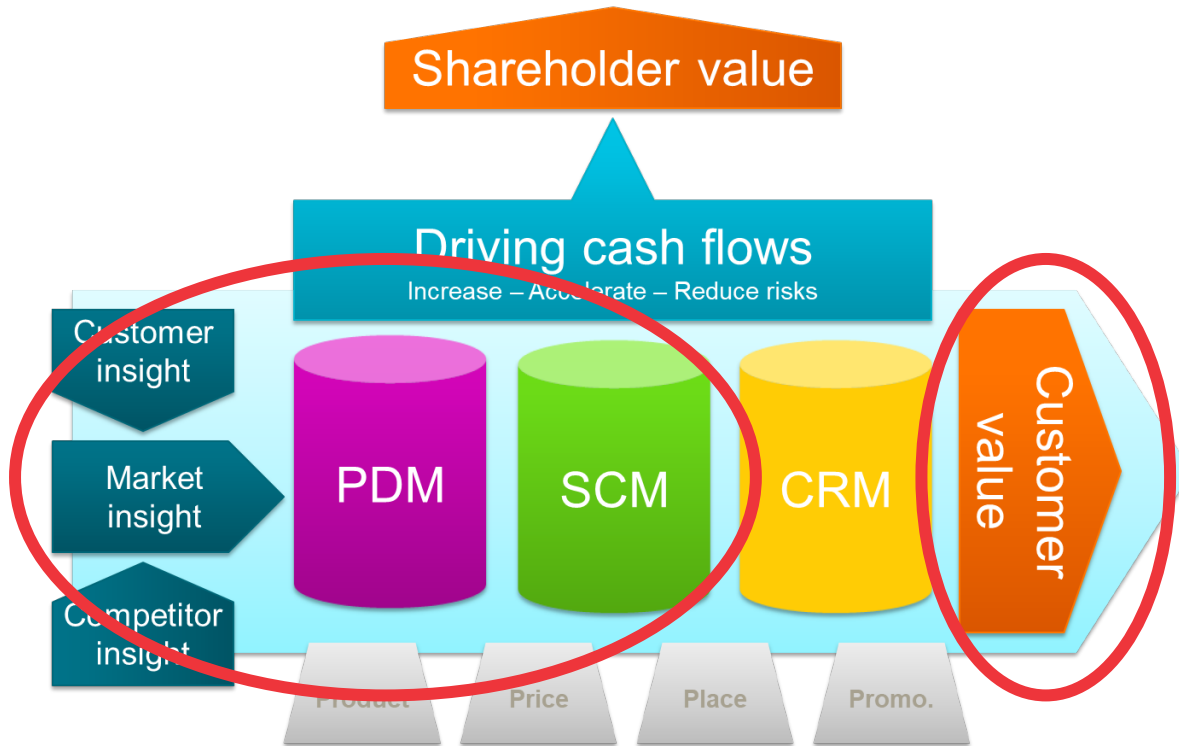 Shareholder value
Driving cash flows
Increase – Accelerate – Reduce risks
Customer
insight
Market
insight
Competitor
insight
PDM
SCM
CRM
Customer
value
Product
Price
Place
Promo.